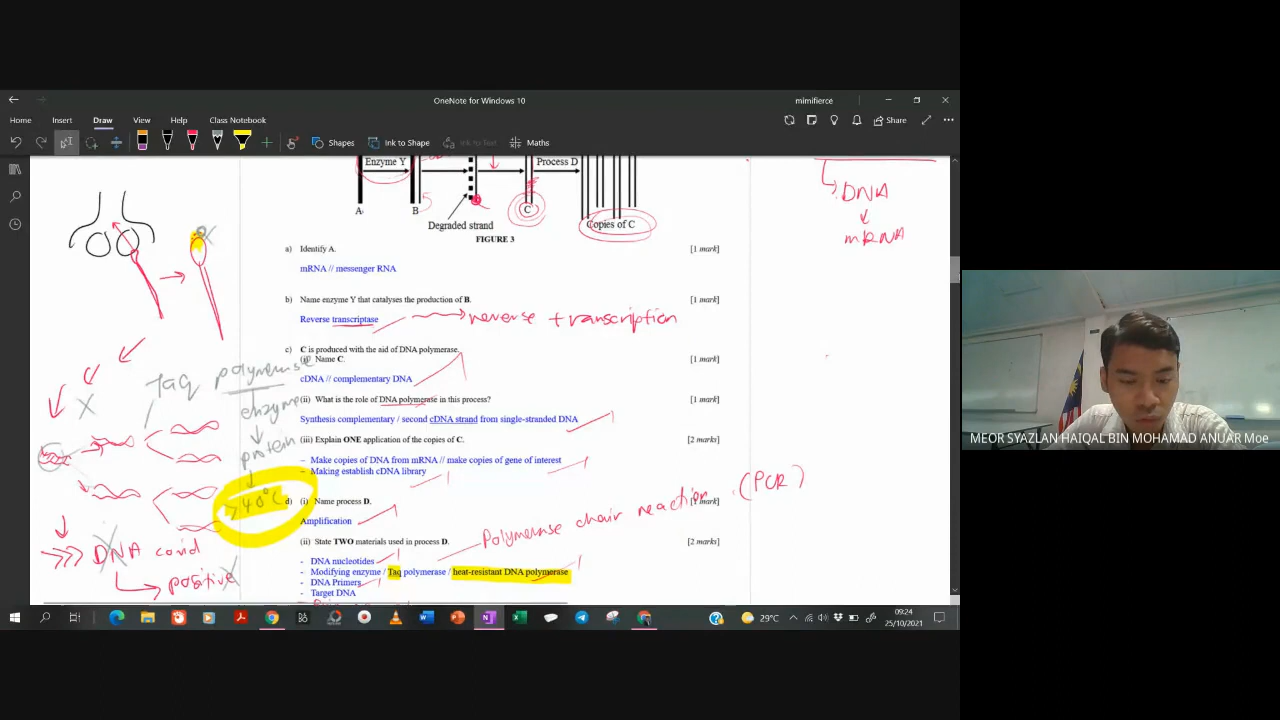 OneNote for Windows 10
mimifierce
Home
Insert
Draw
View
Help
Class Notebook
Share
Shapes
Ink to Shape
Ink to Text
Maths
Enzyme Y
Process D
A
B
5
C
Degraded strand
Copies of C
FIGURE 3
DNA
mRNA
a) Identify A. [1 mark]
mRNA // messenger RNA
b) Name enzyme Y that catalyses the production of B. [1 mark]
Reverse transcriptase
reverse + transcription
c) C is produced with the aid of DNA polymerase.
(i) Name C. [1 mark]
cDNA // complementary DNA
(ii) What is the role of DNA polymerase in this process? [1 mark]
Synthesis complementary / second cDNA strand from single-stranded DNA
(iii) Explain ONE application of the copies of C. [2 marks]
– Make copies of DNA from mRNA // make copies of gene of interest
– Making establish cDNA library
d) (i) Name process D. [1 mark]
Amplification
(ii) State TWO materials used in process D. [2 marks]
- DNA nucleotides
- Modifying enzyme / Taq polymerase / heat-resistant DNA polymerase
- DNA Primers
- Target DNA
Polymerase chair reaction (PCR)
Taq polymerase
enzyme
protein
>40°C
DNA covid
positive
29°C
09:24
25/10/2021
MEOR SYAZLAN HAIQAL BIN MOHAMAD ANUAR Moe